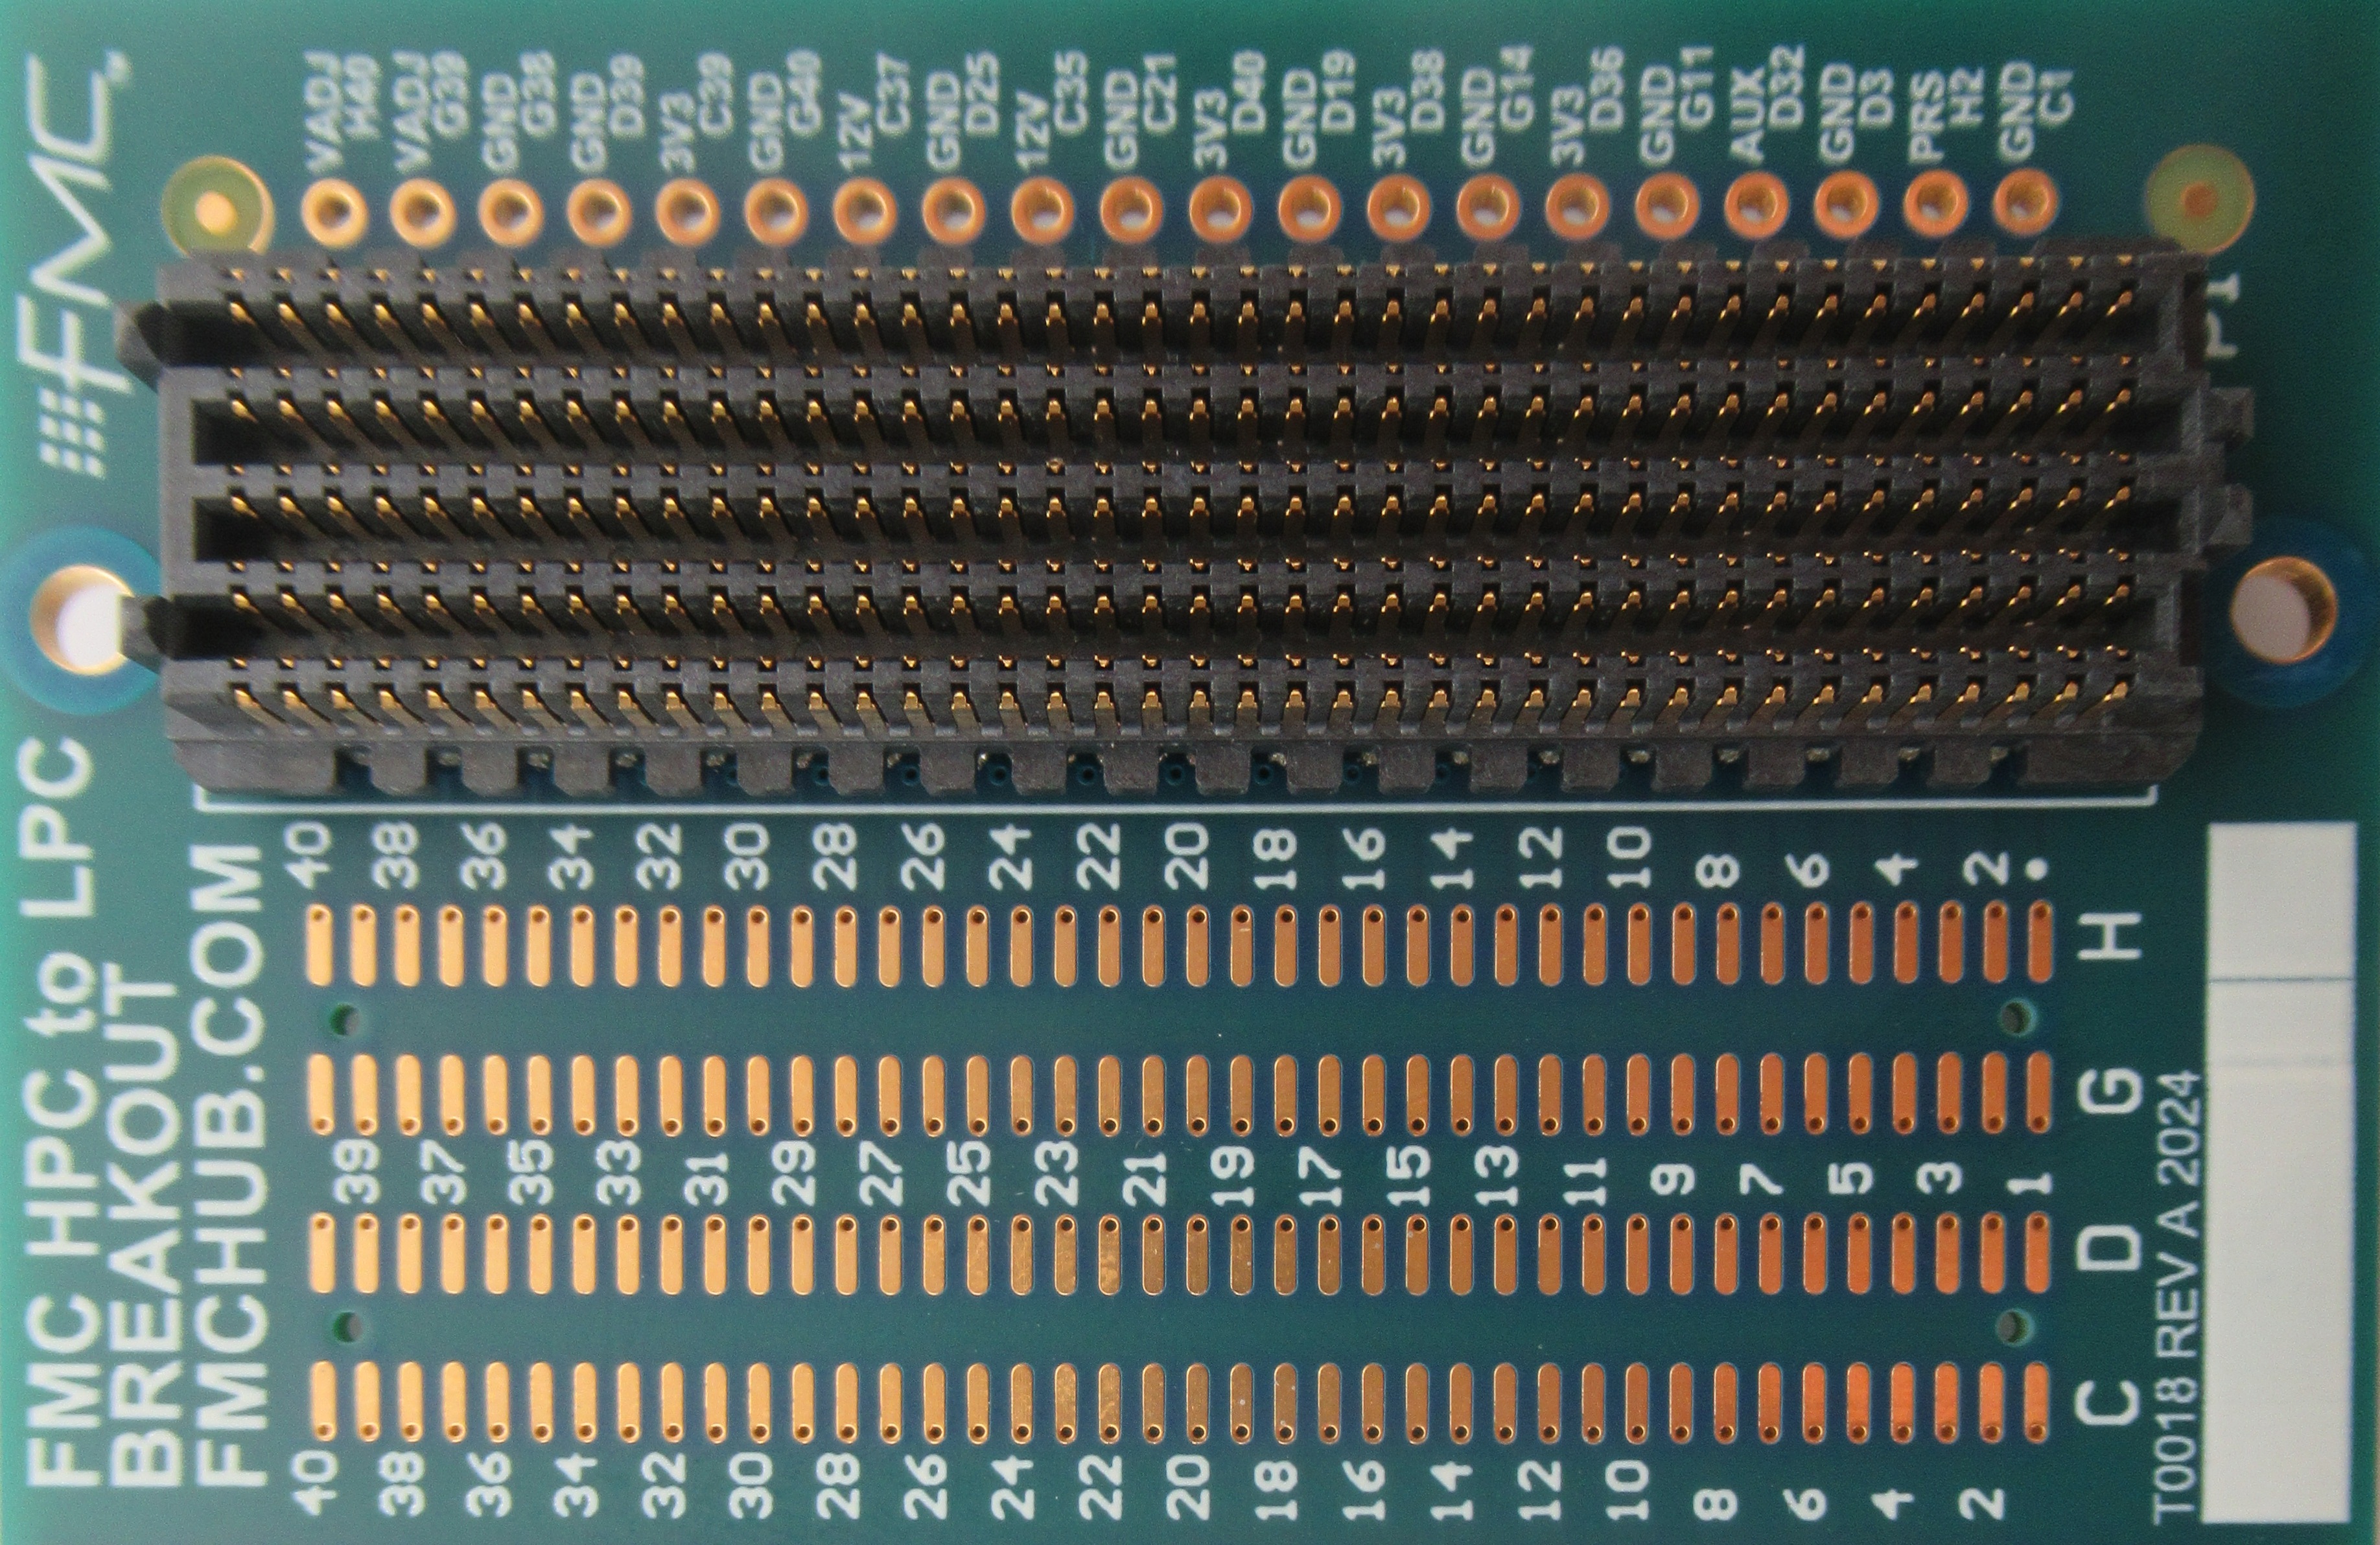 FMC
VADJ H40
VADJ G39
GND G38
GND D39
3V3 C39
GND G40
12V C37
GND D25
12V C35
GND C21
3V3 D40
GND D19
3V3 D38
GND G14
3V3 D36
GND G11
AUX D32
GND D3
PRS H2
GND C1
P1
FMC HPC to LPC
BREAKOUT
FMCHUB.COM
40 38 36 34 32 30 28 26 24 22 20 18 16 14 12 10 8 6 4 2
H
G
39 37 35 33 31 29 27 25 23 21 19 17 15 13 11 9 7 5 3 1
D
C
40 38 36 34 32 30 28 26 24 22 20 18 16 14 12 10 8 6 4 2
T0018 REV A 2024